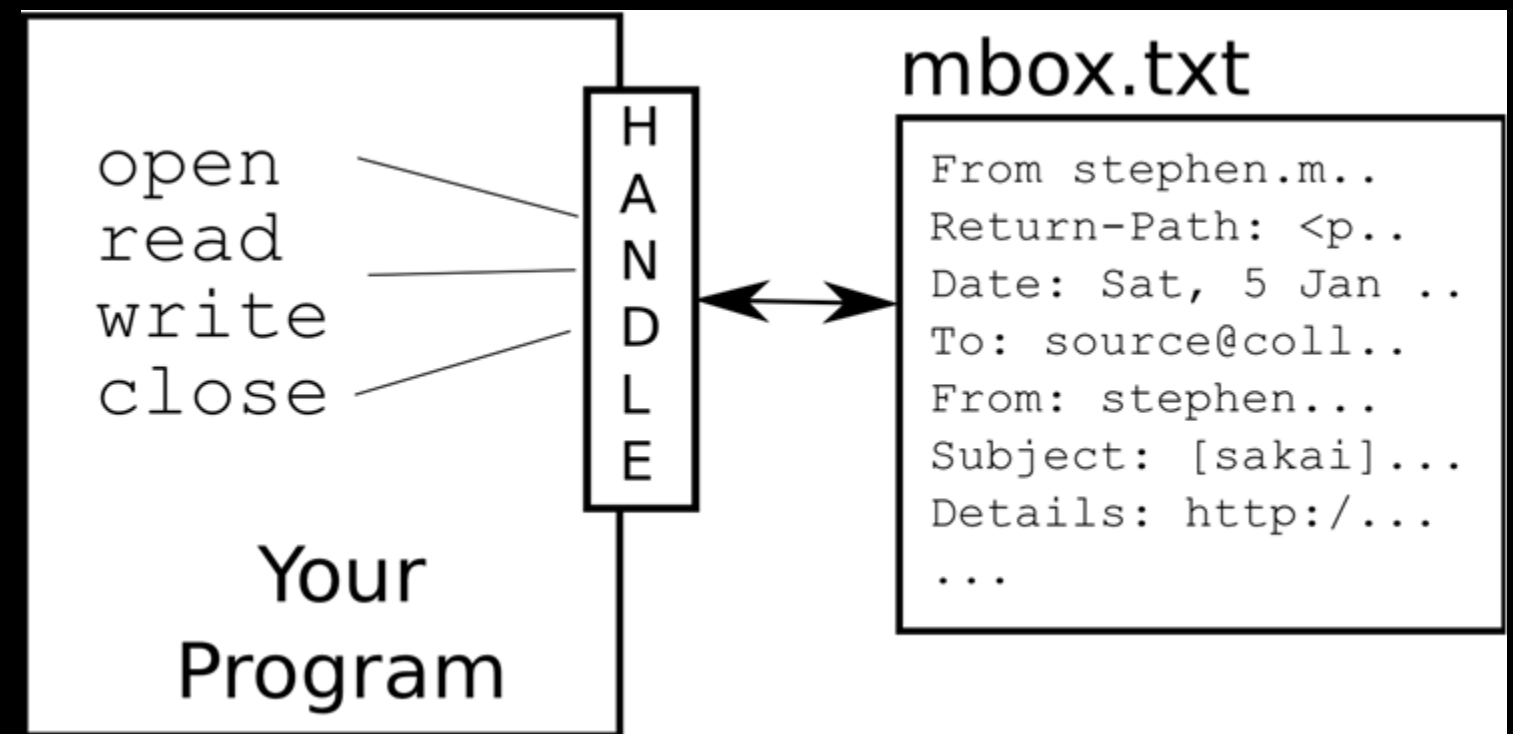 open
read
write
close
Your
Program
H
A
N
D
L
E
mbox.txt
From stephen.m..
Return-Path: <p..
Date: Sat, 5 Jan ..
To: source@coll..
From: stephen...
Subject: [sakai]...
Details: http:/...
...